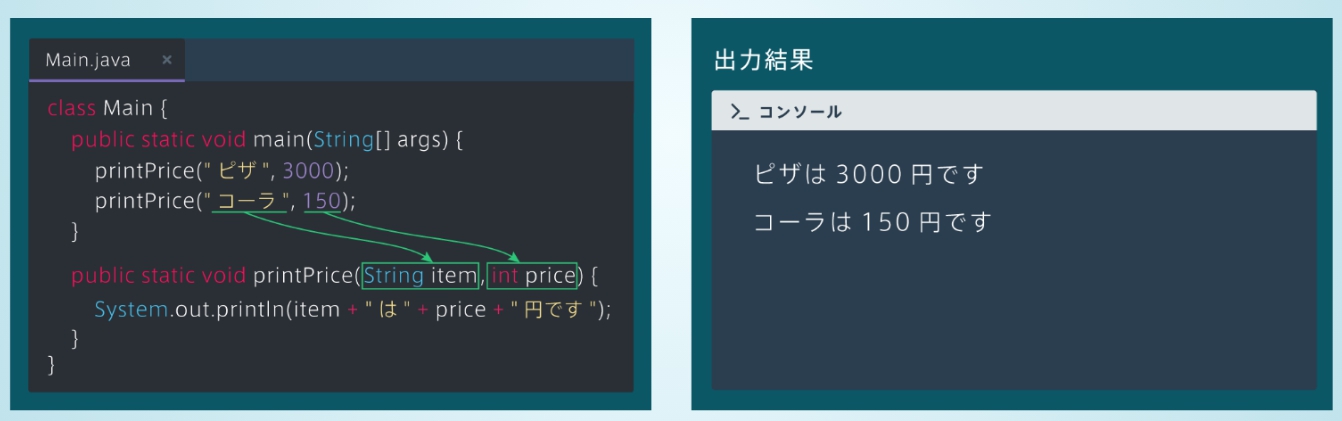 Main.java ×
class Main {
public static void main(String[] args) {
printPrice(" ピザ ", 3000);
printPrice(" コーラ ", 150);
}
public static void printPrice(String item, int price) {
System.out.println(item + " は " + price + " 円です ");
}
}
出力結果
>_ コンソール
ピザは 3000 円です
コーラは 150 円です